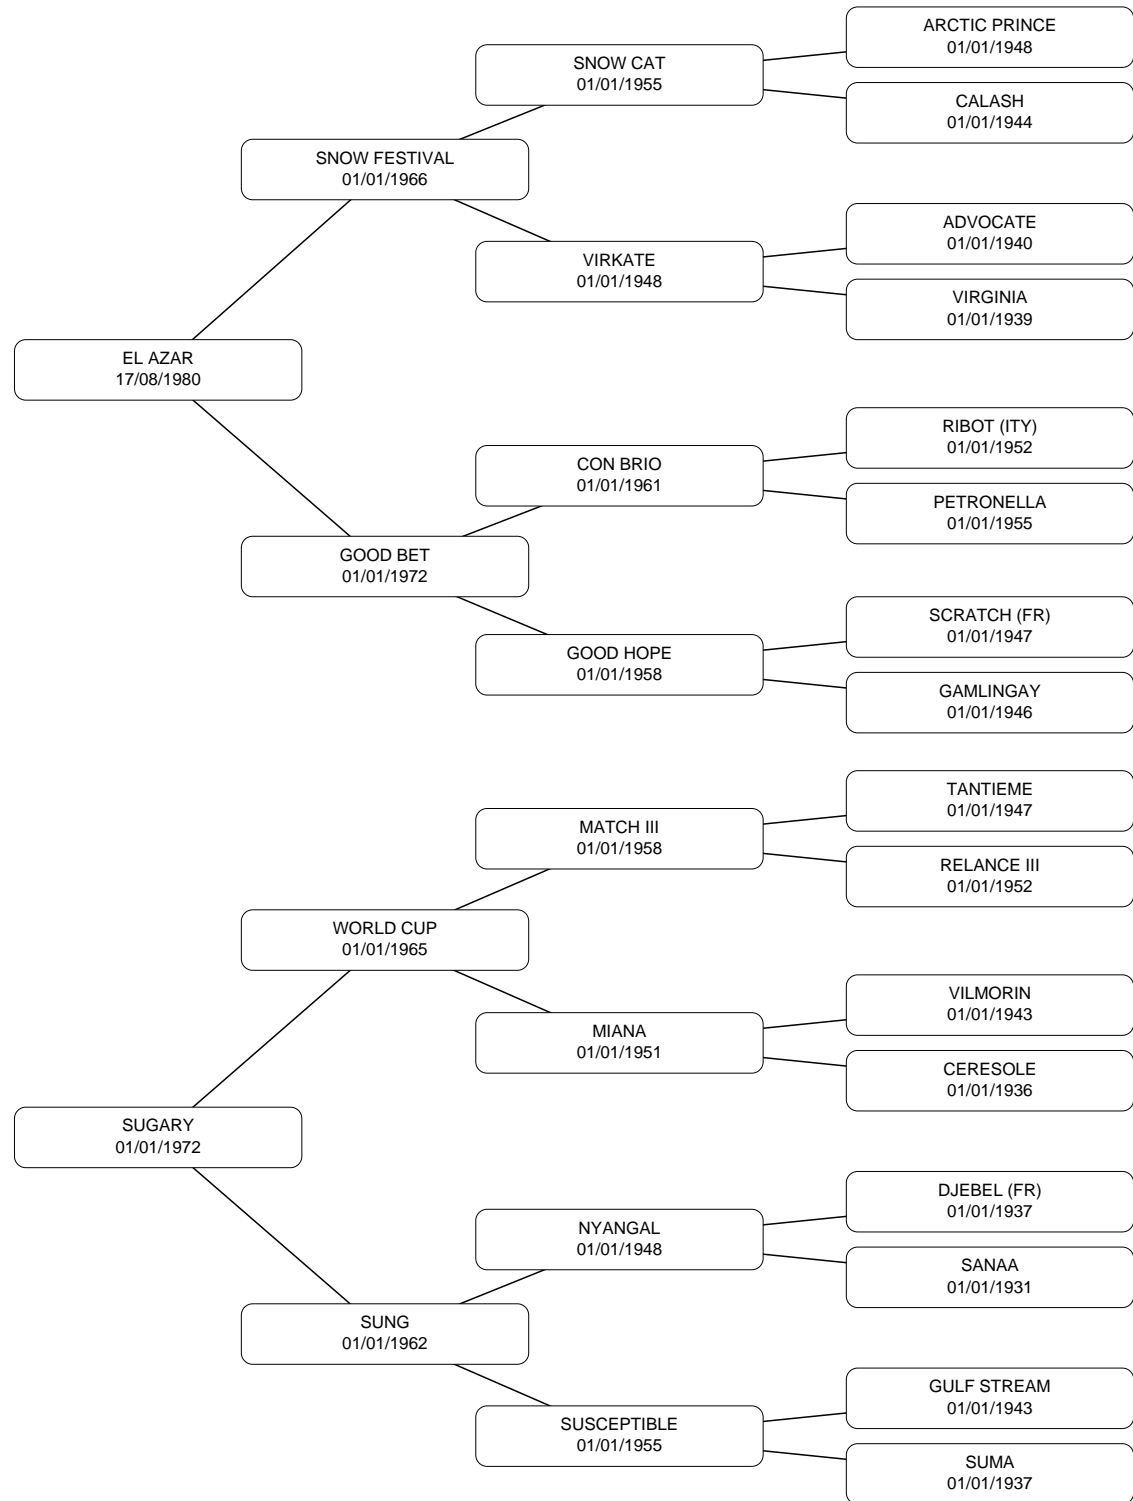 ARCTIC PRINCE
01/01/1948
SNOW CAT
01/01/1955
CALASH
01/01/1944
SNOW FESTIVAL
01/01/1966
ADVOCATE
01/01/1940
VIRKATE
01/01/1948
VIRGINIA
01/01/1939
EL AZAR
17/08/1980
RIBOT (ITY)
01/01/1952
CON BRIO
01/01/1961
PETRONELLA
01/01/1955
GOOD BET
01/01/1972
SCRATCH (FR)
01/01/1947
GOOD HOPE
01/01/1958
GAMLINGAY
01/01/1946
TANTIEME
01/01/1947
MATCH III
01/01/1958
RELANCE III
01/01/1952
WORLD CUP
01/01/1965
VILMORIN
01/01/1943
MIANA
01/01/1951
CERESOLE
01/01/1936
SUGARY
01/01/1972
DJEBEL (FR)
01/01/1937
NYANGAL
01/01/1948
SANAA
01/01/1931
SUNG
01/01/1962
GULF STREAM
01/01/1943
SUSCEPTIBLE
01/01/1955
SUMA
01/01/1937